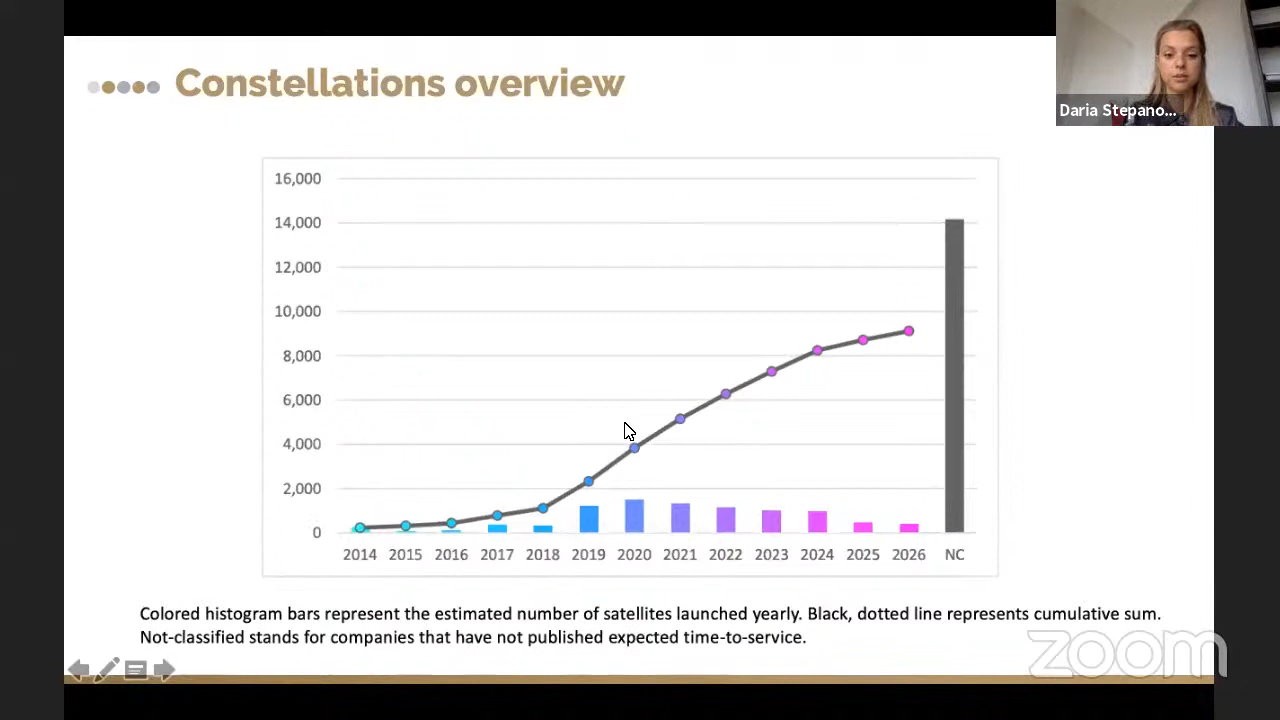 Constellations overview
Daria Stepano...
16,000
14,000
12,000
10,000
8,000
6,000
4,000
2,000
0
2014 2015 2016 2017 2018 2019 2020 2021 2022 2023 2024 2025 2026 NC
Colored histogram bars represent the estimated number of satellites launched yearly. Black, dotted line represents cumulative sum.
Not-classified stands for companies that have not published expected time-to-service.
zoom